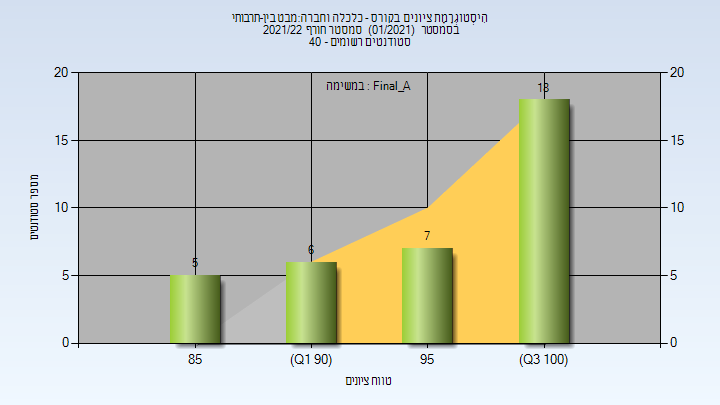 היסטוגרמת ציונים בקורס - כלכלה וחברה:מבט בין-תרבותי
בסמסטר (01/2021) סמסטר חורף 2021/22
סטודנטים רשומים - 40
במשימה : Final_A
20 20
15 15
10 10
5 5
0 0
5 6 7 18
85 (Q1 90) 95 (Q3 100)
מספר סטודנטים
טווח ציונים